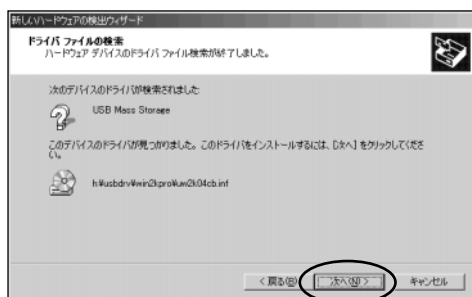 新しいハードウェアの検出ウィザード
ドライバ ファイルの検索
ハードウェア デバイスのドライバ ファイル検索が終了しました。
次のデバイスのドライバが検索されました:
USB Mass Storage
このデバイスのドライバが見つかりました。このドライバをインストールするには、[次へ] をクリックしてくださ
い。
h:¥usbdrv¥win2kpro¥um2k04cb.inf
< 戻る(B)
次へ(N) >
キャンセル